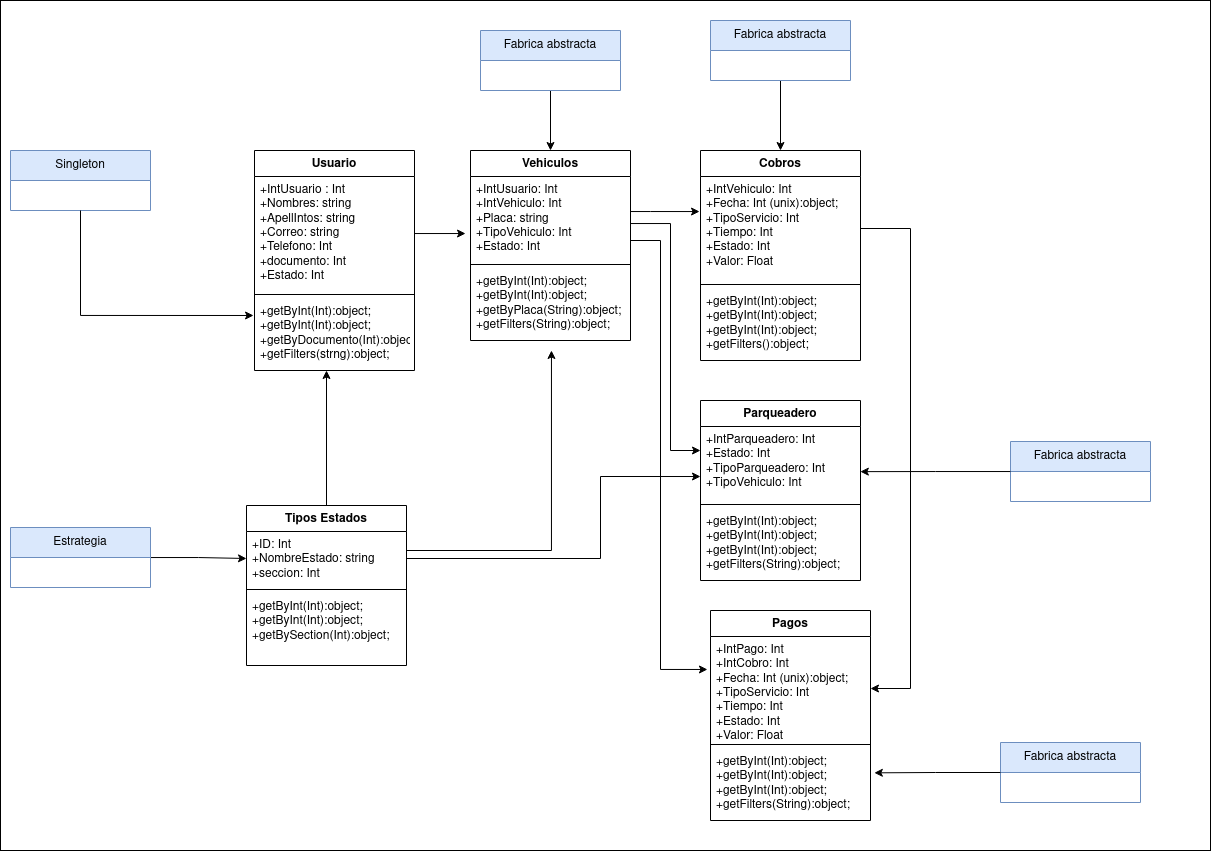 Fabrica abstracta
Fabrica abstracta
Singleton
Usuario
+IntUsuario : Int
+Nombres: string
+ApellIntos: string
+Correo: string
+Telefono: Int
+documento: Int
+Estado: Int
+getByInt(Int):object;
+getByInt(Int):object;
+getByDocumento(Int):objec
+getFilters(strng):object;
Vehiculos
+IntUsuario: Int
+IntVehiculo: Int
+Placa: string
+TipoVehiculo: Int
+Estado: Int
+getByInt(Int):object;
+getByInt(Int):object;
+getByPlaca(String):object;
+getFilters(String):object;
Cobros
+IntVehiculo: Int
+Fecha: Int (unix):object;
+TipoServicio: Int
+Tiempo: Int
+Estado: Int
+Valor: Float
+getByInt(Int):object;
+getByInt(Int):object;
+getByInt(Int):object;
+getFilters():object;
Parqueadero
+IntParqueadero: Int
+Estado: Int
+TipoParqueadero: Int
+TipoVehiculo: Int
+getByInt(Int):object;
+getByInt(Int):object;
+getByInt(Int):object;
+getFilters(String):object;
Fabrica abstracta
Estrategia
Tipos Estados
+ID: Int
+NombreEstado: string
+seccion: Int
+getByInt(Int):object;
+getByInt(Int):object;
+getBySection(Int):object;
Pagos
+IntPago: Int
+IntCobro: Int
+Fecha: Int (unix):object;
+TipoServicio: Int
+Tiempo: Int
+Estado: Int
+Valor: Float
+getByInt(Int):object;
+getByInt(Int):object;
+getByInt(Int):object;
+getFilters(String):object;
Fabrica abstracta